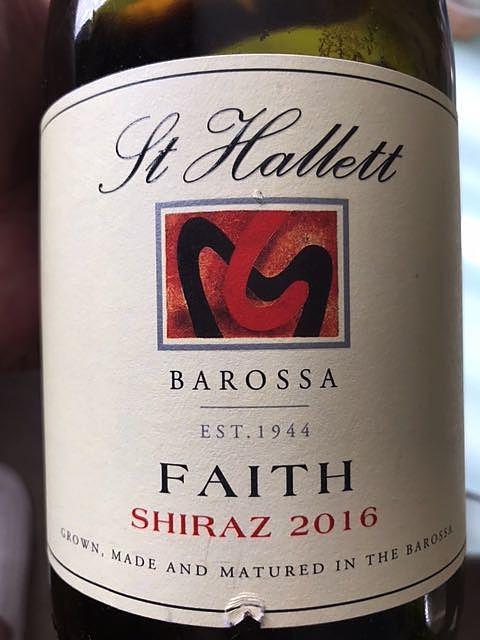 St Hallett
BAROSSA
EST.1944
FAITH
SHIRAZ 2016
GROWN, MADE AND MATURED IN THE BAROSSA